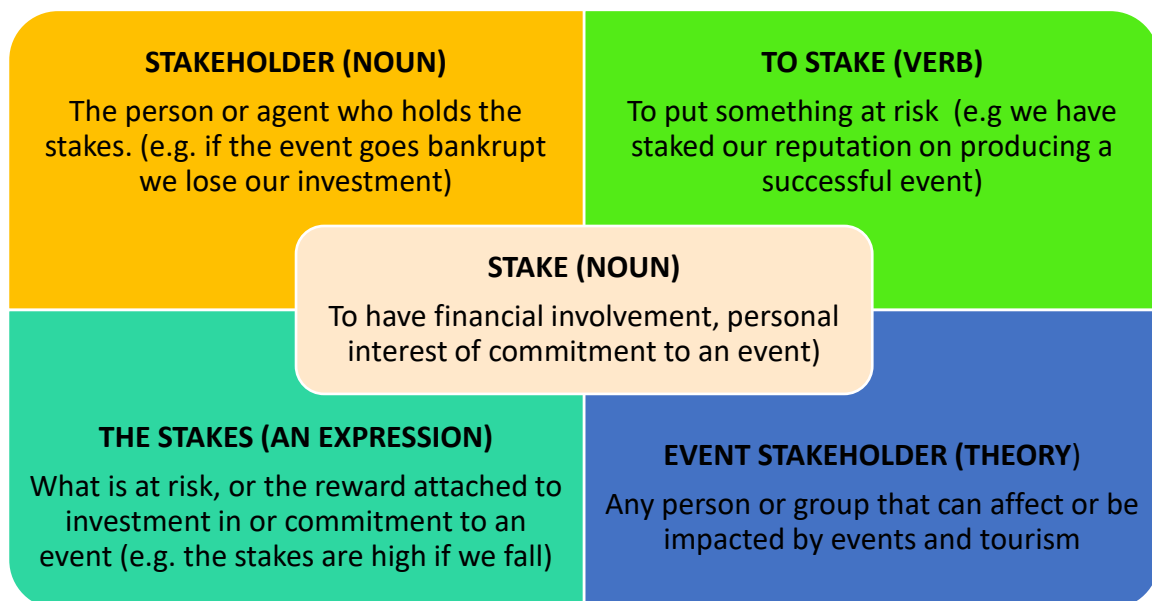 STAKEHOLDER (NOUN)
The person or agent who holds the
stakes. (e.g. if the event goes bankrupt
we lose our investment)
TO STAKE (VERB)
To put something at risk  (e.g we have
staked our reputation on producing a
successful event)
STAKE (NOUN)
To have financial involvement, personal
interest of commitment to an event)
THE STAKES (AN EXPRESSION)
What is at risk, or the reward attached to
investment in or commitment to an
event (e.g. the stakes are high if we fall)
EVENT STAKEHOLDER (THEORY)
Any person or group that can affect or be
impacted by events and tourism